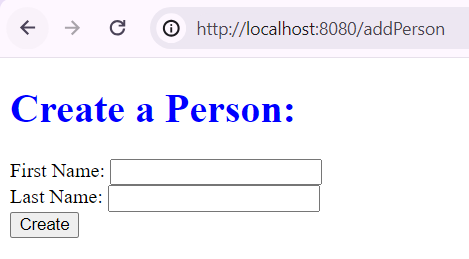 http://localhost:8080/addPerson
Create a Person:
First Name:
Last Name:
Create